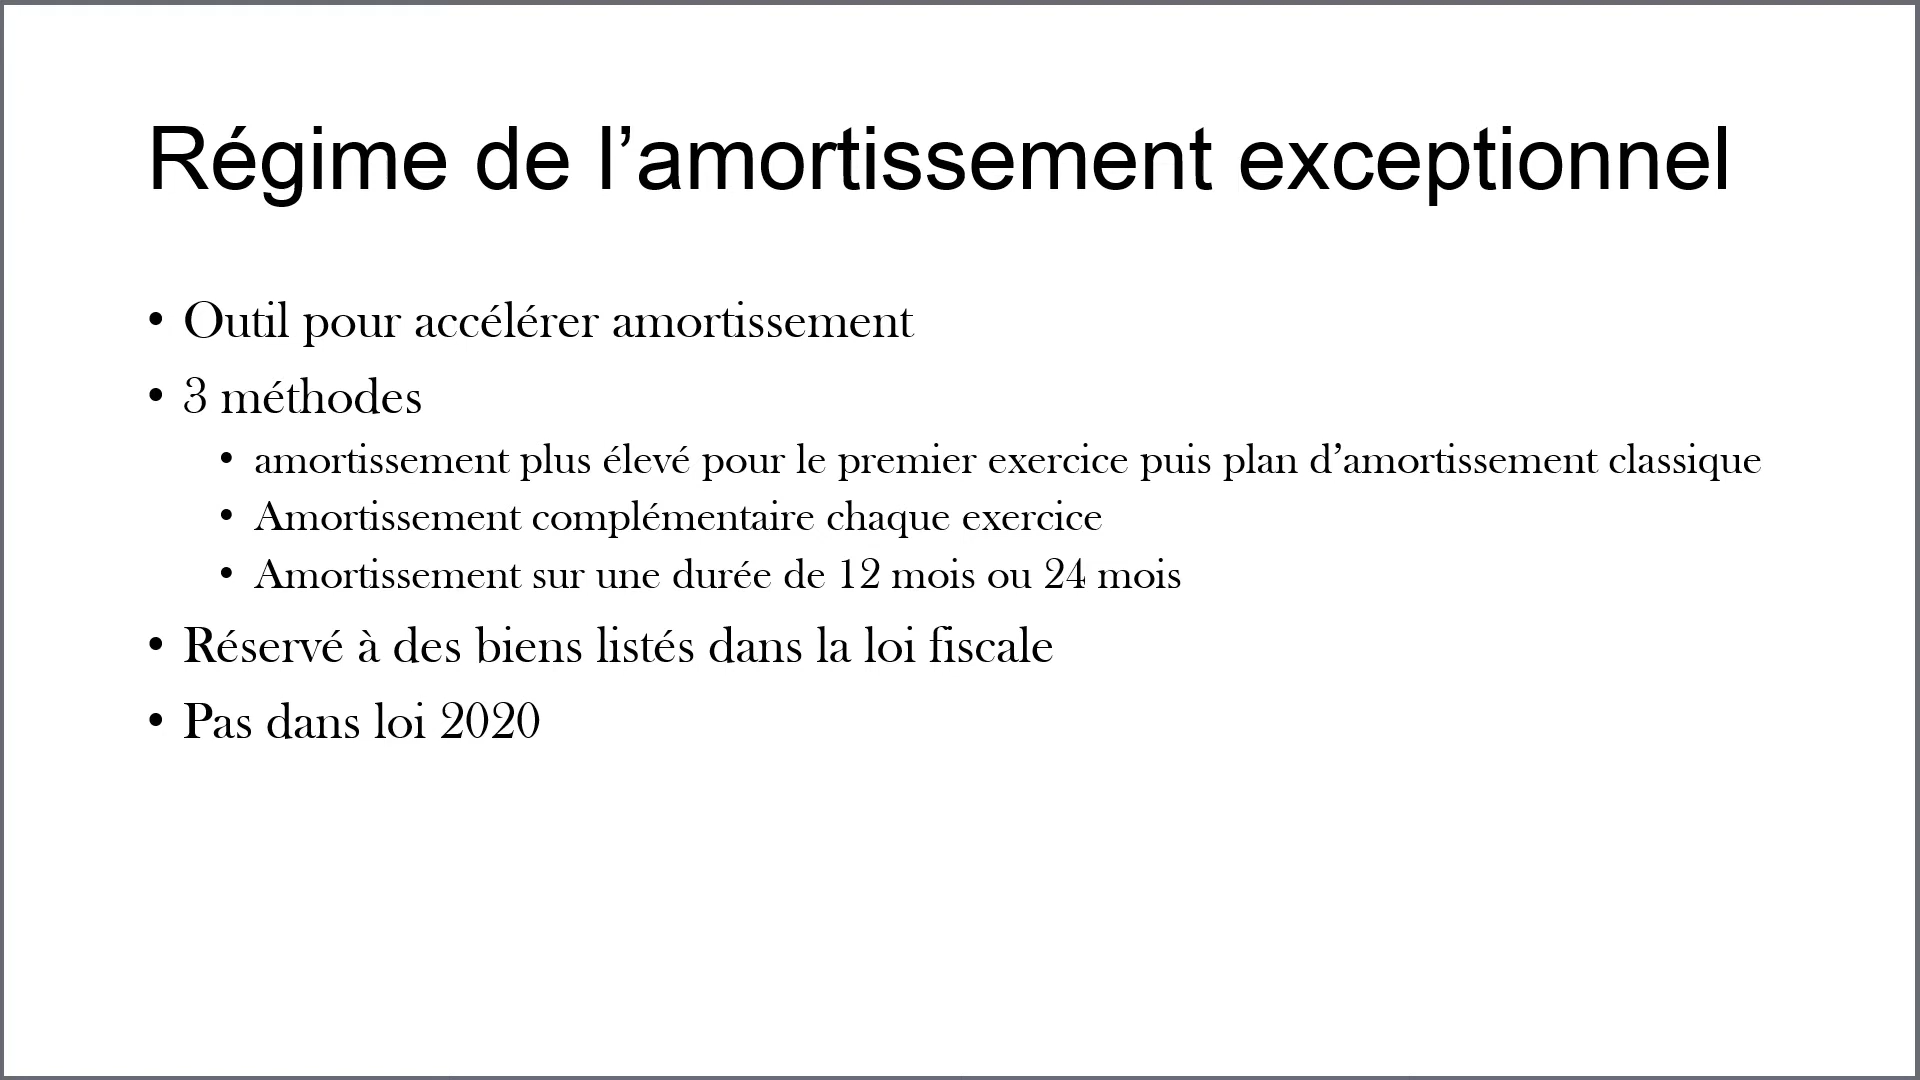 Régime de l’amortissement exceptionnel
• Outil pour accélérer amortissement
• 3 méthodes
• amortissement plus élevé pour le premier exercice puis plan d’amortissement classique
• Amortissement complémentaire chaque exercice
• Amortissement sur une durée de 12 mois ou 24 mois
• Réservé à des biens listés dans la loi fiscale
• Pas dans loi 2020